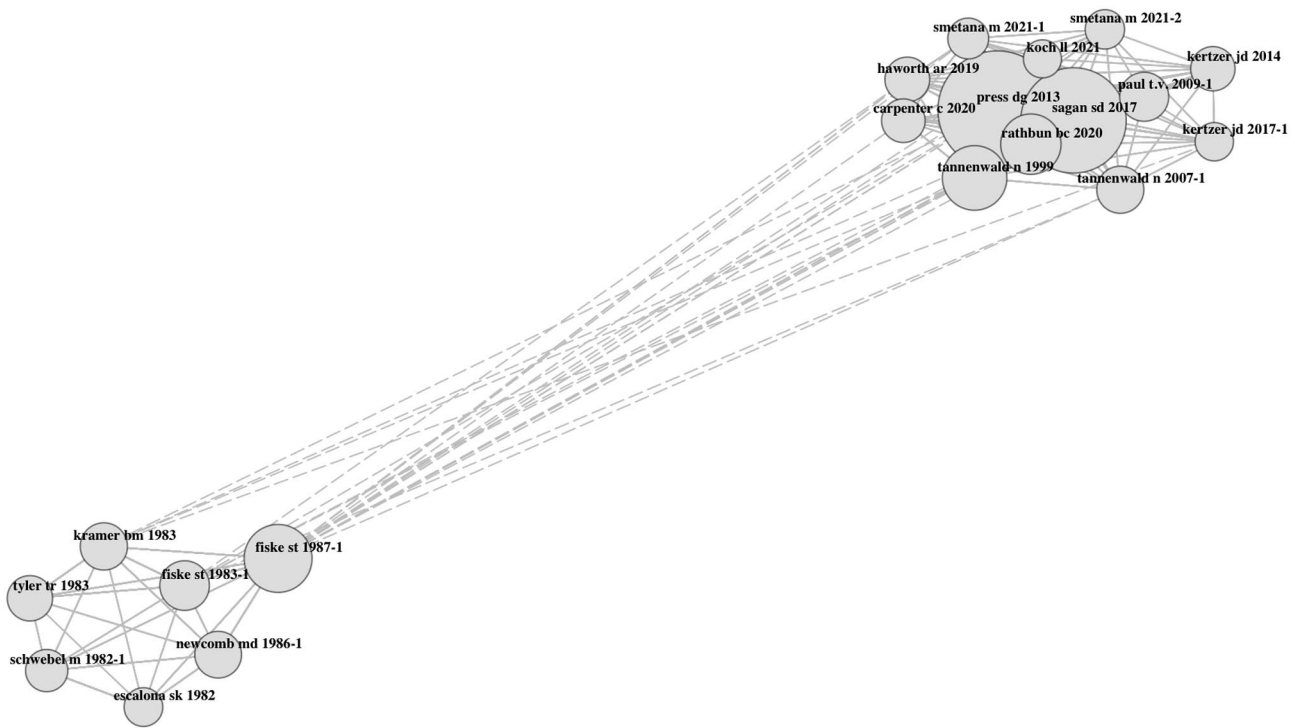 smetana m 2021-2
smetana m 2021-1
koch ll 2021
kertzer jd 2014
haworth ar 2019
paul t.v. 2009-1
press dg 2013
carpenter c 2020
sagan sd 2017
rathbun bc 2020
kertzer jd 2017-1
tannenwald n 1999
tannenwald n 2007-1
kramer bm 1983
fiske st 1987-1
fiske st 1983-1
tyler tr 1983
newcomb md 1986-1
schwebel m 1982-1
escalona sk 1982